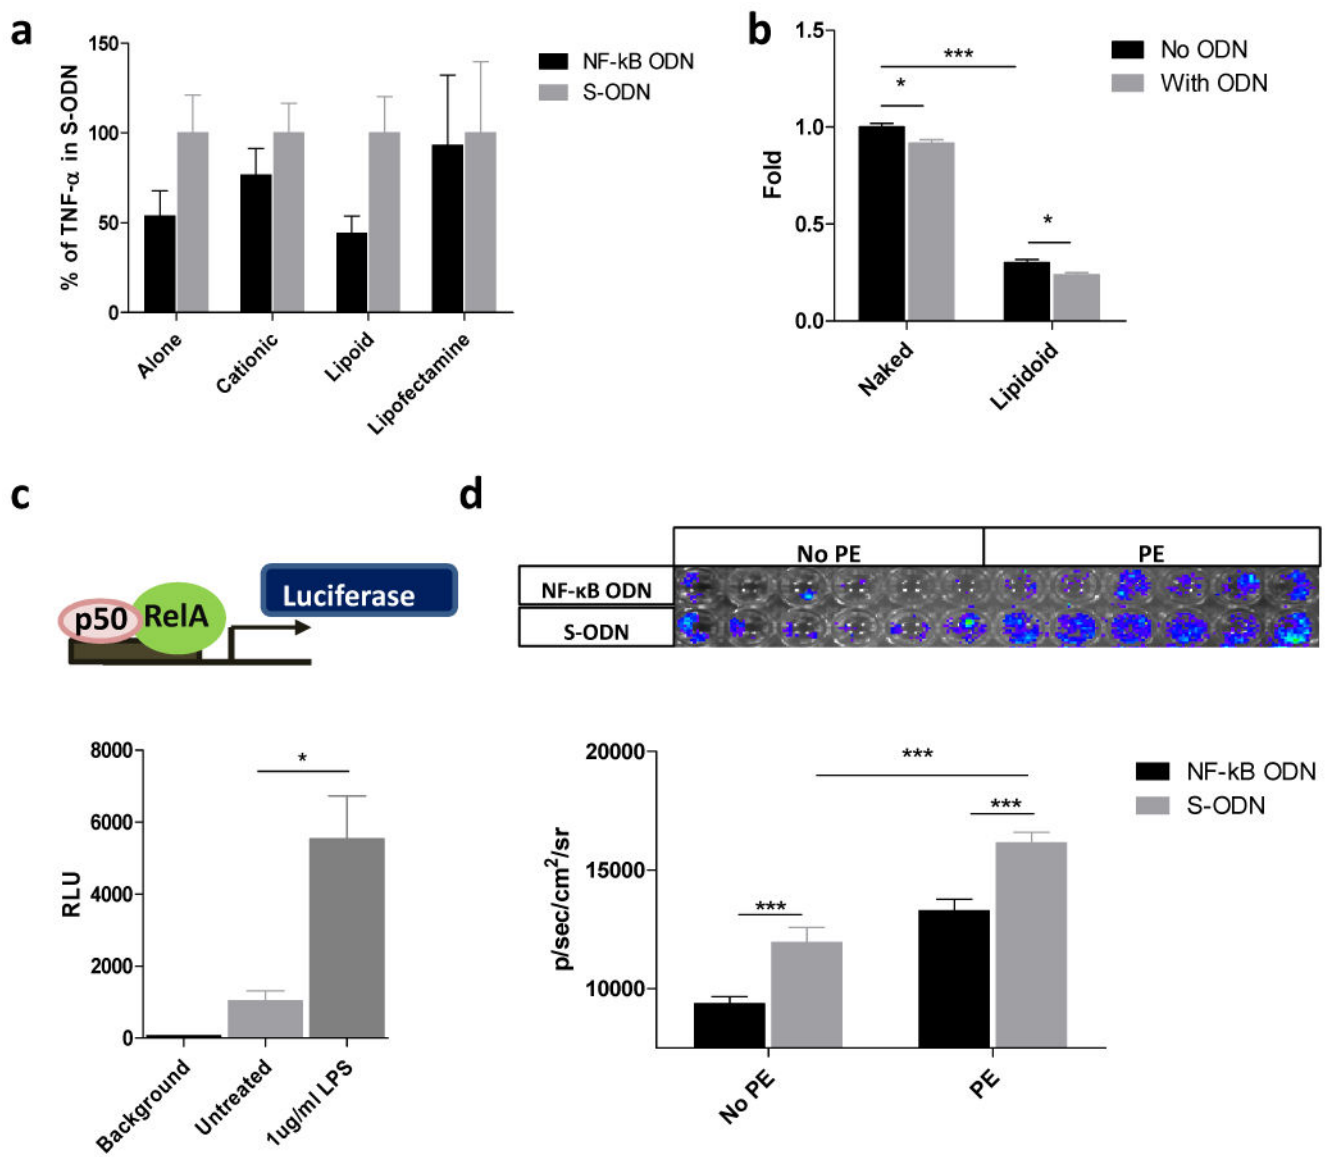 a
150
100
50
0
% of TNF-α in S-ODN
NF-kB ODN
S-ODN
Alone
Cationic
Lipoid
Lipofectamine
b
1.5
1.0
0.5
0.0
Fold
***
*
*
No ODN
With ODN
Naked
Lipidoid
c
p50
RelA
Luciferase
8000
6000
4000
2000
0
RLU
*
Background
Untreated
1ug/ml LPS
d
No PE
PE
NF-κB ODN
S-ODN
20000
15000
10000
p/sec/cm²/sr
***
***
***
NF-kB ODN
S-ODN
No PE
PE